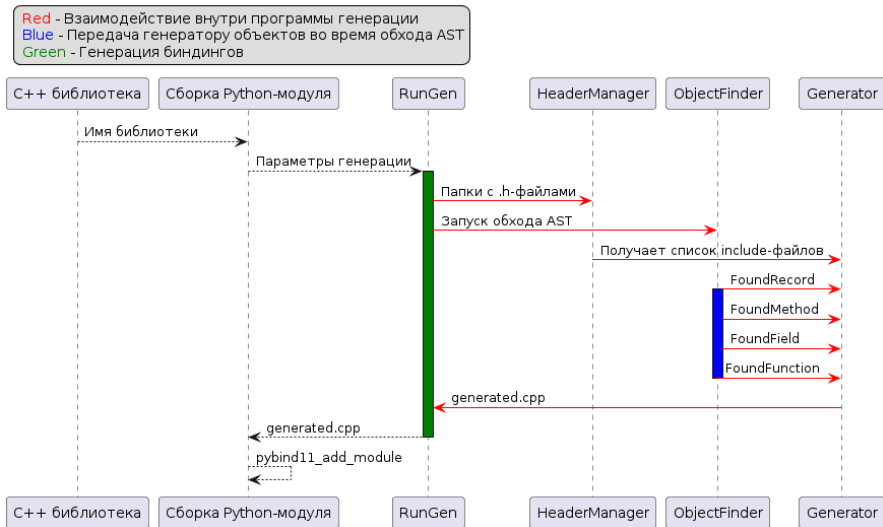 Red - Взаимодействие внутри программы генерации
Blue - Передача генератору объектов во время обхода AST
Green - Генерация биндингов
C++ библиотека
Сборка Python-модуля
RunGen
HeaderManager
ObjectFinder
Generator
Имя библиотеки
Параметры генерации
Папки с .h-файлами
Запуск обхода AST
Получает список include-файлов
FoundRecord
FoundMethod
FoundField
FoundFunction
generated.cpp
generated.cpp
pybind11_add_module
C++ библиотека
Сборка Python-модуля
RunGen
HeaderManager
ObjectFinder
Generator